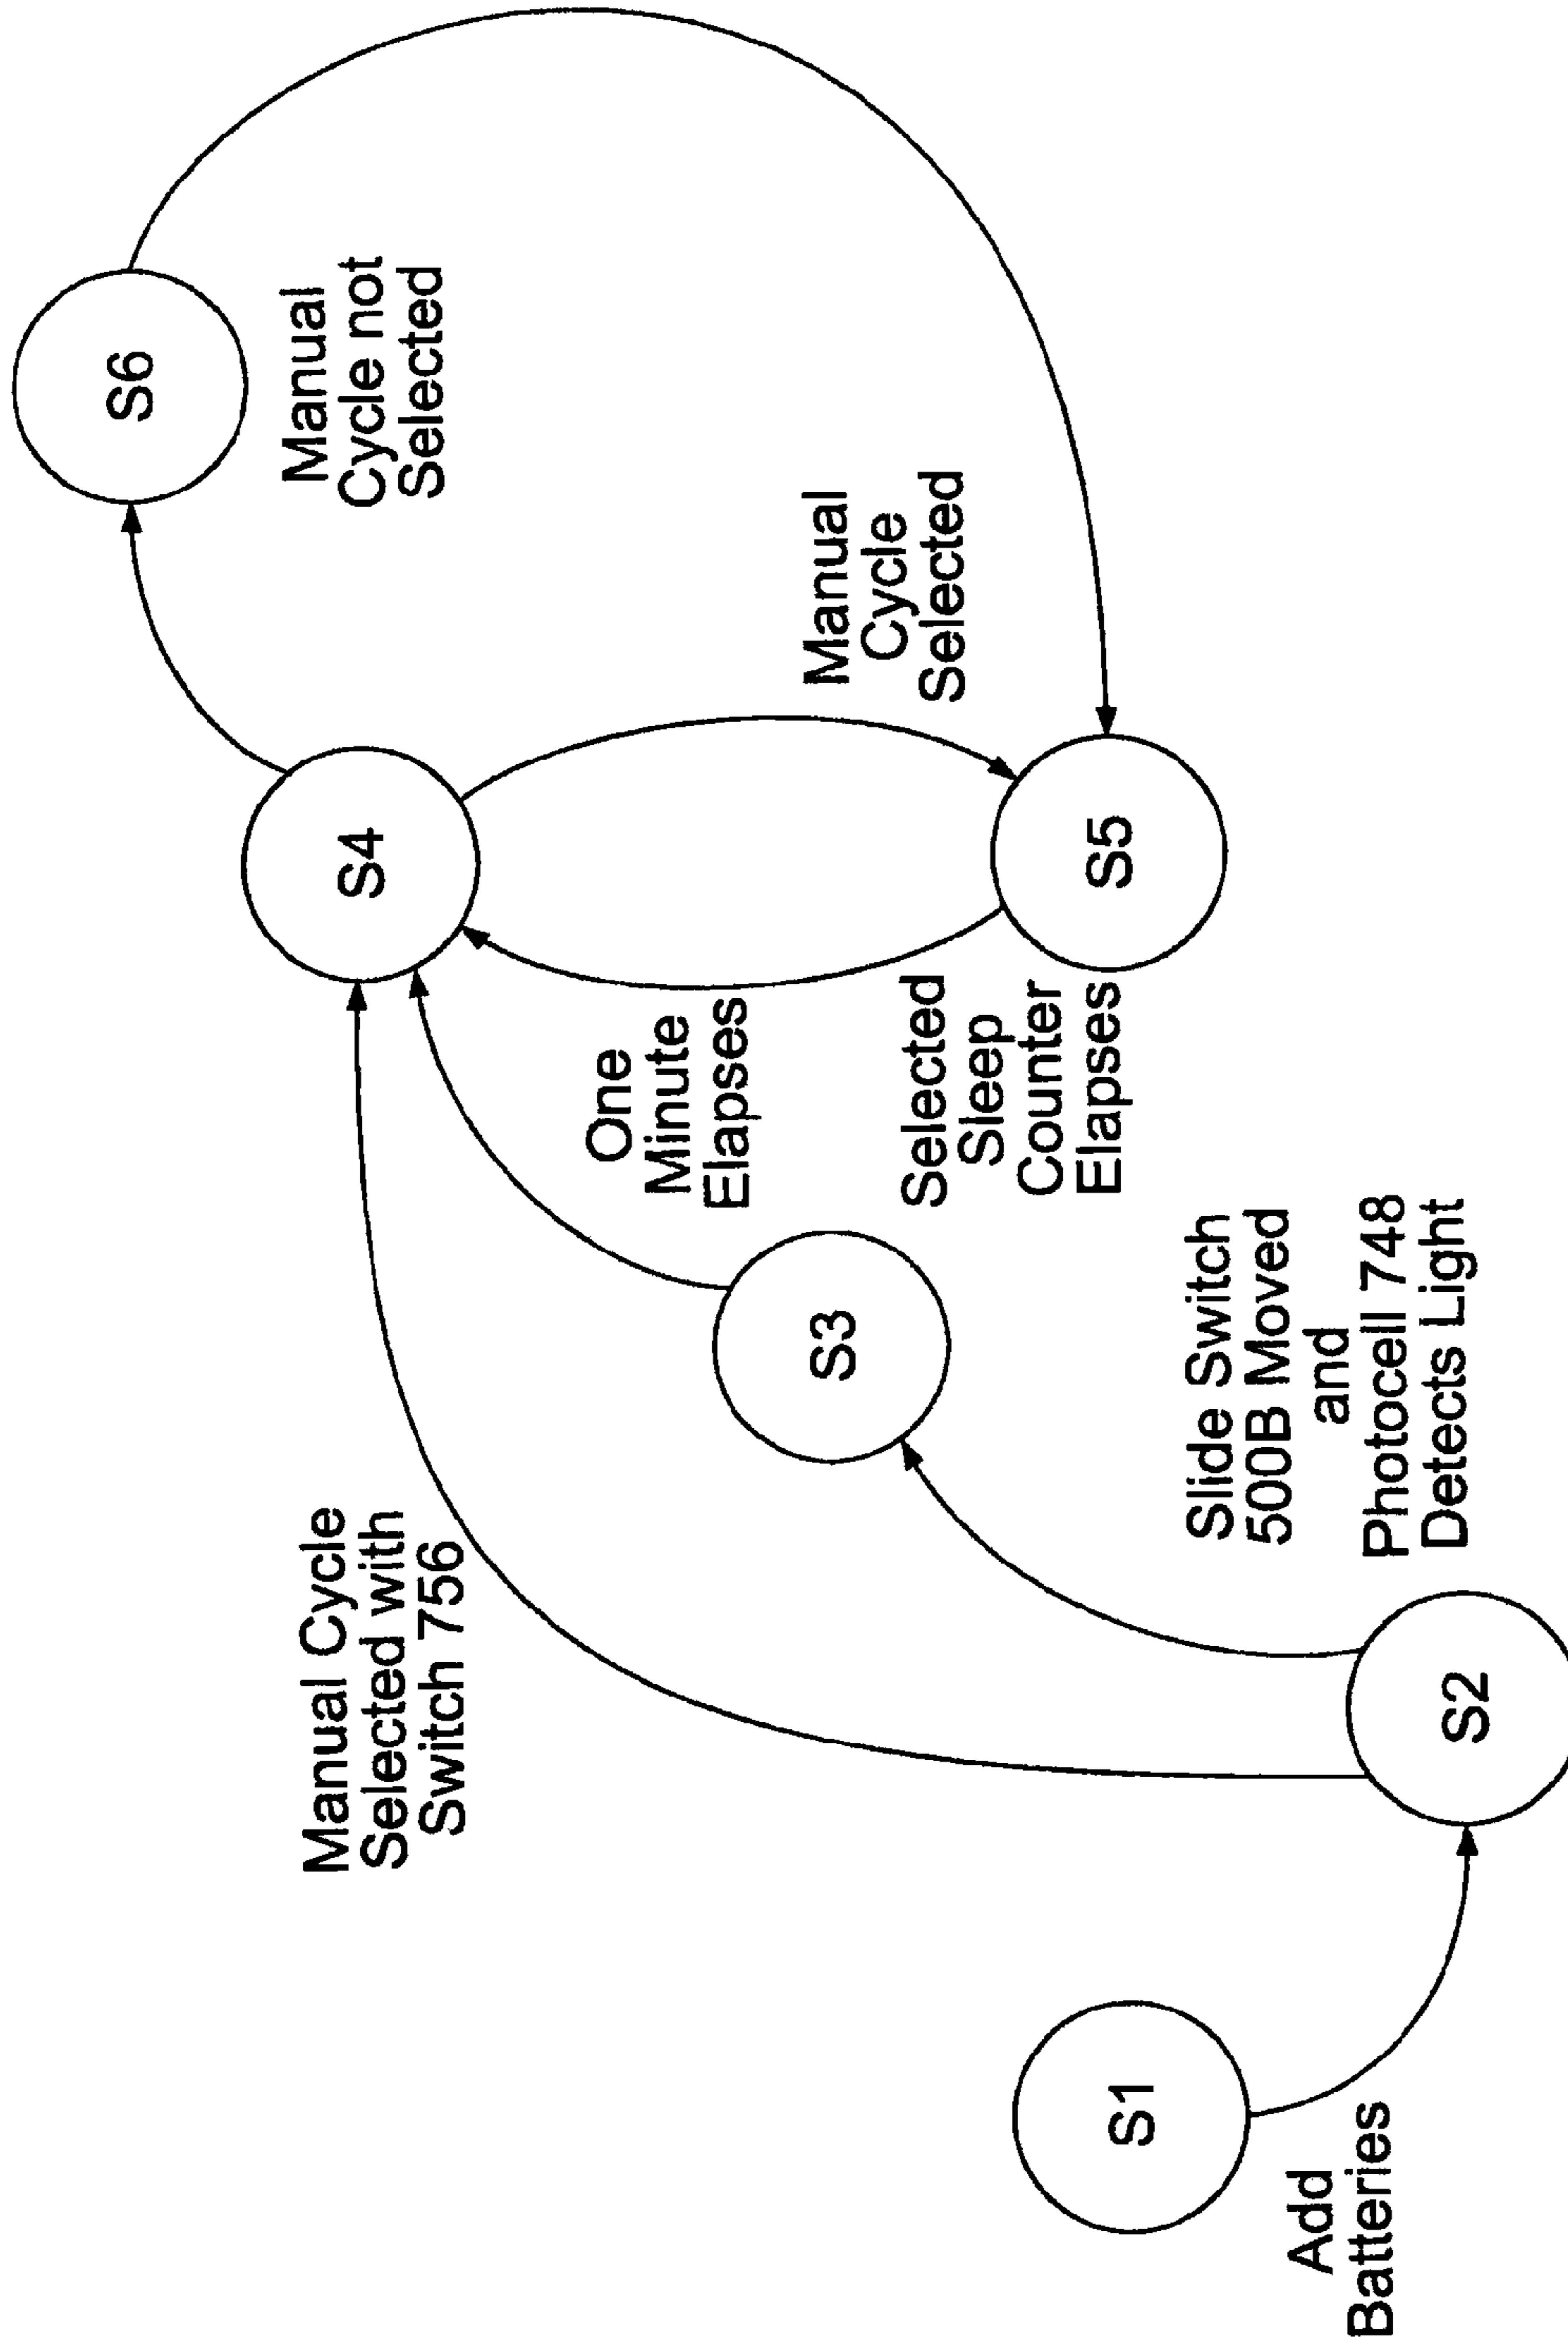 S6
Manual
Cycle not
Selected
S4
Manual
Cycle
Selected
S5
One
Minute
Elapses
Selected
Sleep
Counter
Elapses
S3
Manual Cycle
Selected with
Switch 756
Slide Switch
500B Moved
and
Photocell 748
Detects Light
S2
S1
Add
Batteries